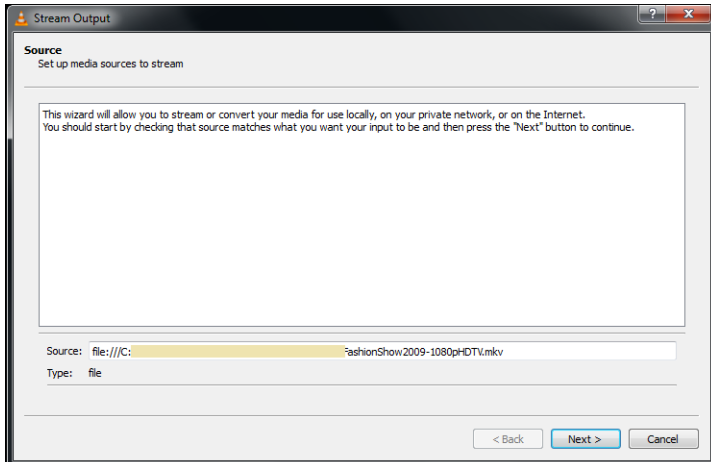 Stream Output
Source
Set up media sources to stream
This wizard will allow you to stream or convert your media for use locally, on your private network, or on the Internet.
You should start by checking that source matches what you want your input to be and then press the "Next" button to continue.
Source: file:///C: FashionShow2009-1080pHDTV.mkv
Type: file
< Back Next > Cancel